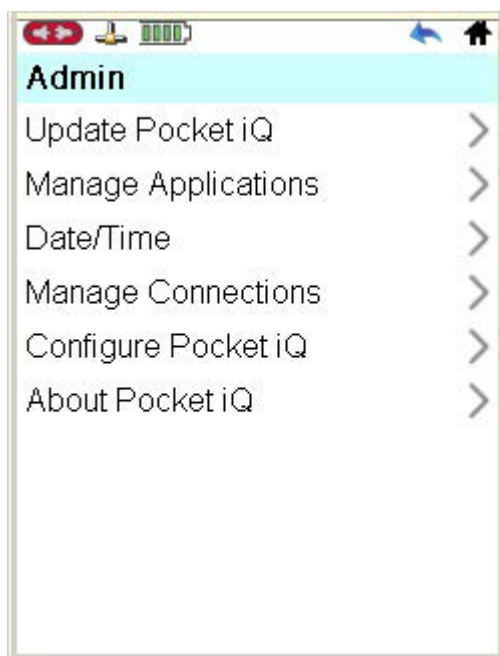 Admin
Update Pocket iQ
Manage Applications
Date/Time
Manage Connections
Configure Pocket iQ
About Pocket iQ